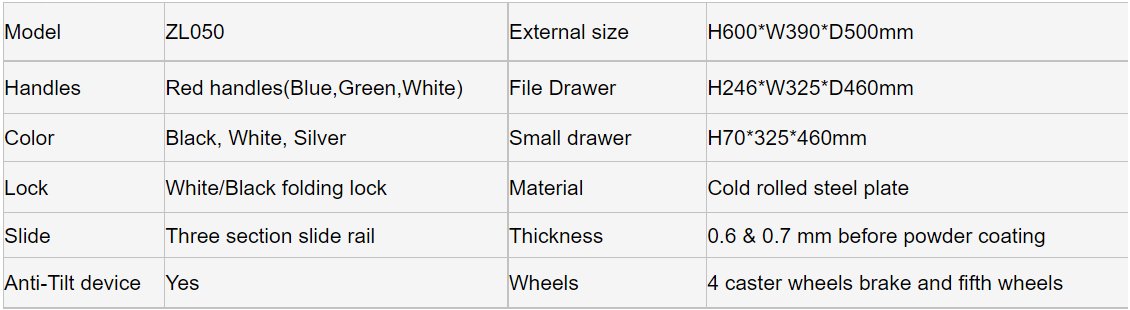 Model ZL050 External size H600*W390*D500mm
Handles Red handles(Blue,Green,White) File Drawer H246*W325*D460mm
Color Black, White, Silver Small drawer H70*325*460mm
Lock White/Black folding lock Material Cold rolled steel plate
Slide Three section slide rail Thickness 0.6 & 0.7 mm before powder coating
Anti-Tilt device Yes Wheels 4 caster wheels brake and fifth wheels